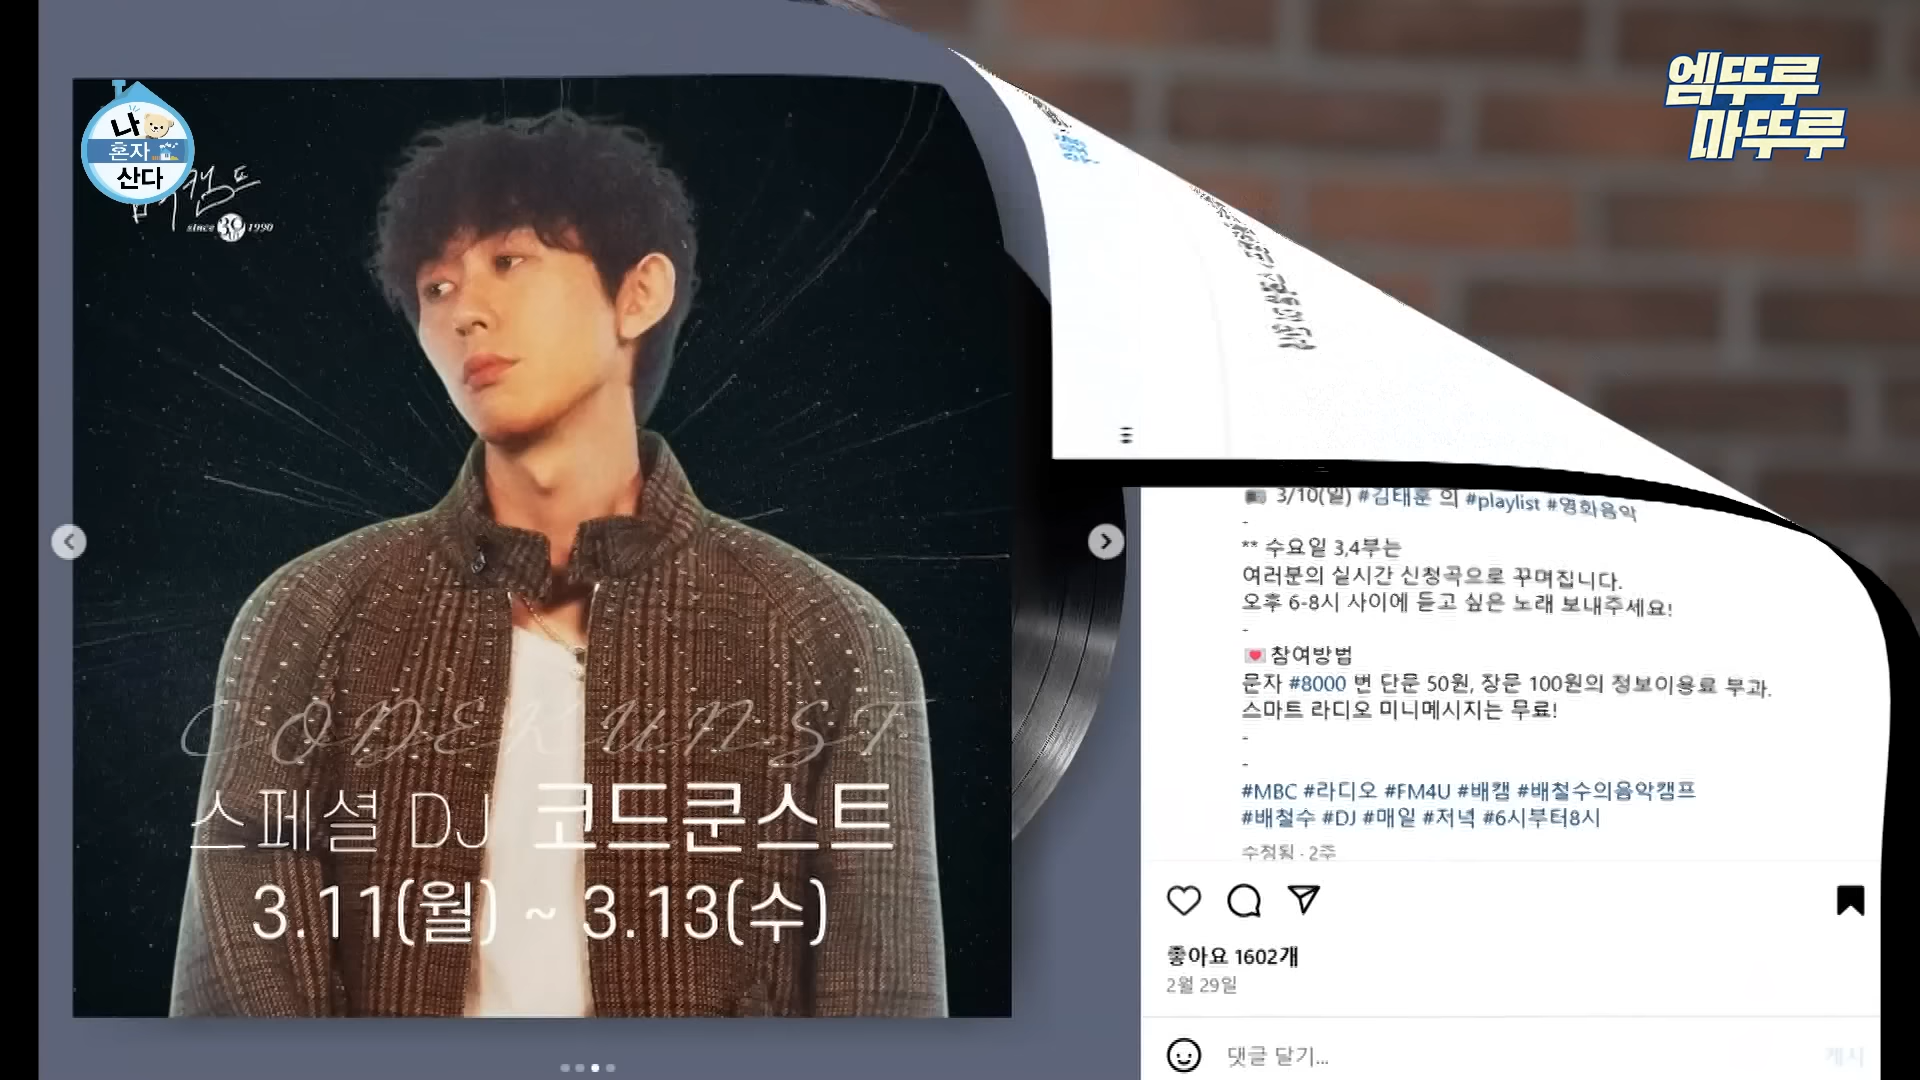 나
혼자
산다
캠프
since 30 1990
엠뚜루
마뚜루
CODEKUNST
스페셜 DJ 코드쿤스트
3.11(월) ~ 3.13(수)
3/10(일) #김태훈 의 #playlist #영화음악
-
** 수요일 3,4부는
여러분의 실시간 신청곡으로 꾸며집니다.
오후 6-8시 사이에 듣고 싶은 노래 보내주세요!
-
💌 참여방법
문자 #8000 번 단문 50원, 장문 100원의 정보이용료 부과.
스마트 라디오 미니메시지는 무료!
-
-
#MBC #라디오 #FM4U #배캠 #배철수의음악캠프
#배철수 #DJ #매일 #저녁 #6시부터8시
수정됨 · 2주
좋아요 1602개
2월 29일
댓글 달기...
게시